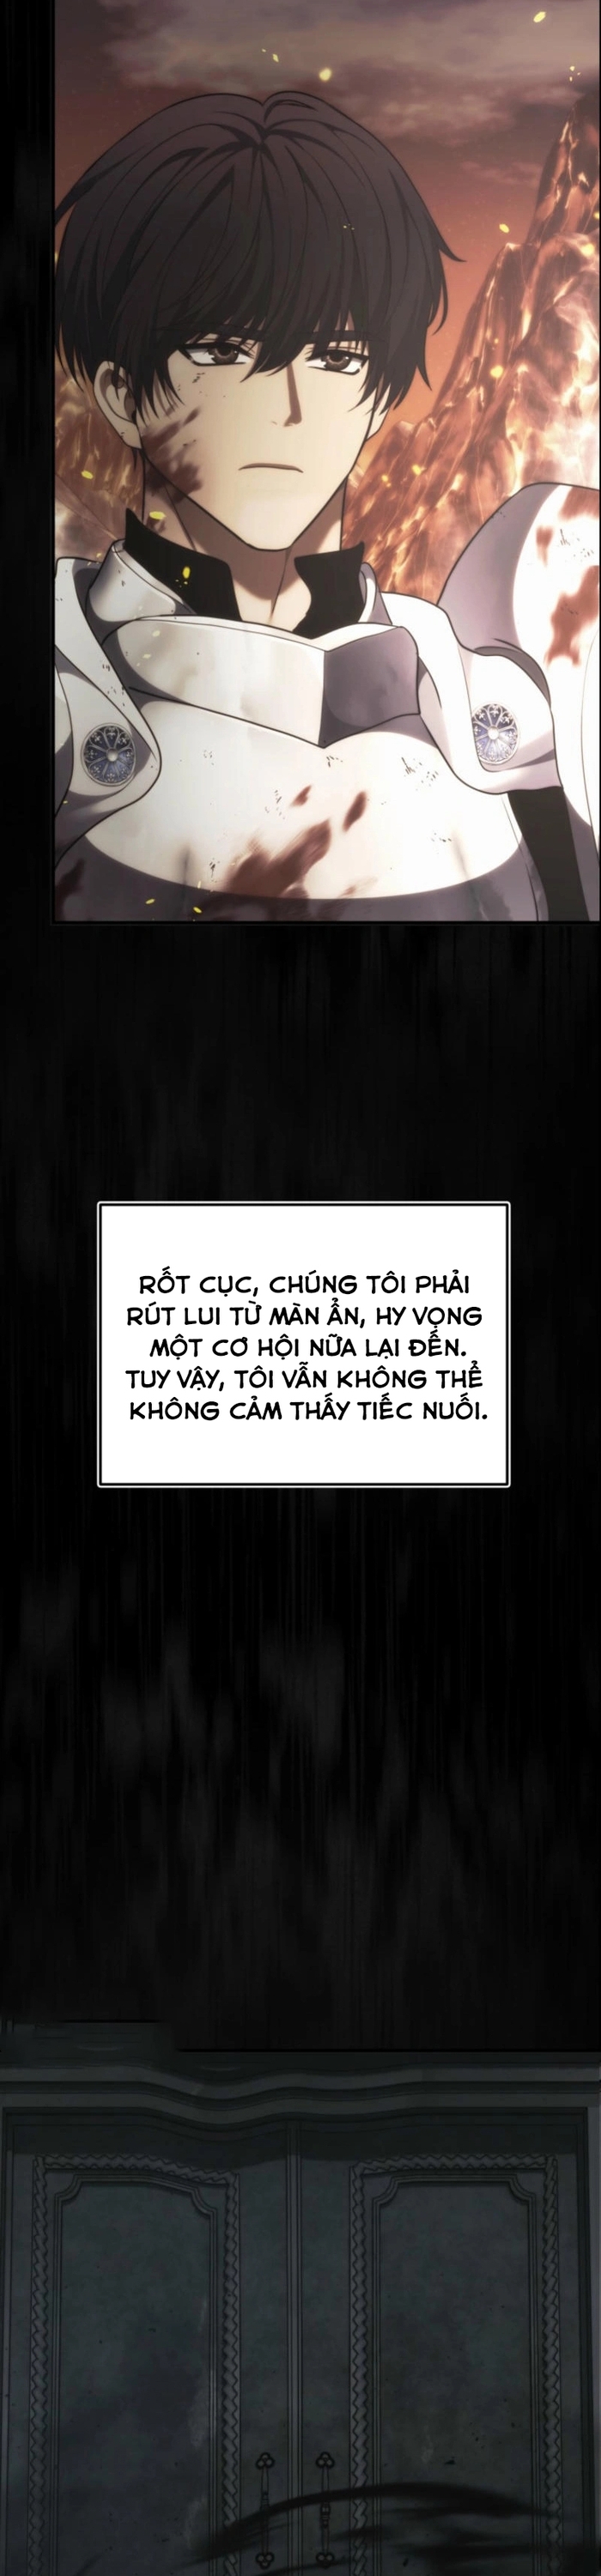 RỐT CỤC, CHÚNG TÔI PHẢI
RÚT LUI TỪ MÀN ẨN, HY VỌNG
MỘT CƠ HỘI NỮA LẠI ĐẾN.
TUY VẬY, TÔI VẪN KHÔNG THỂ
KHÔNG CẢM THẤY TIẾC NUỐI.